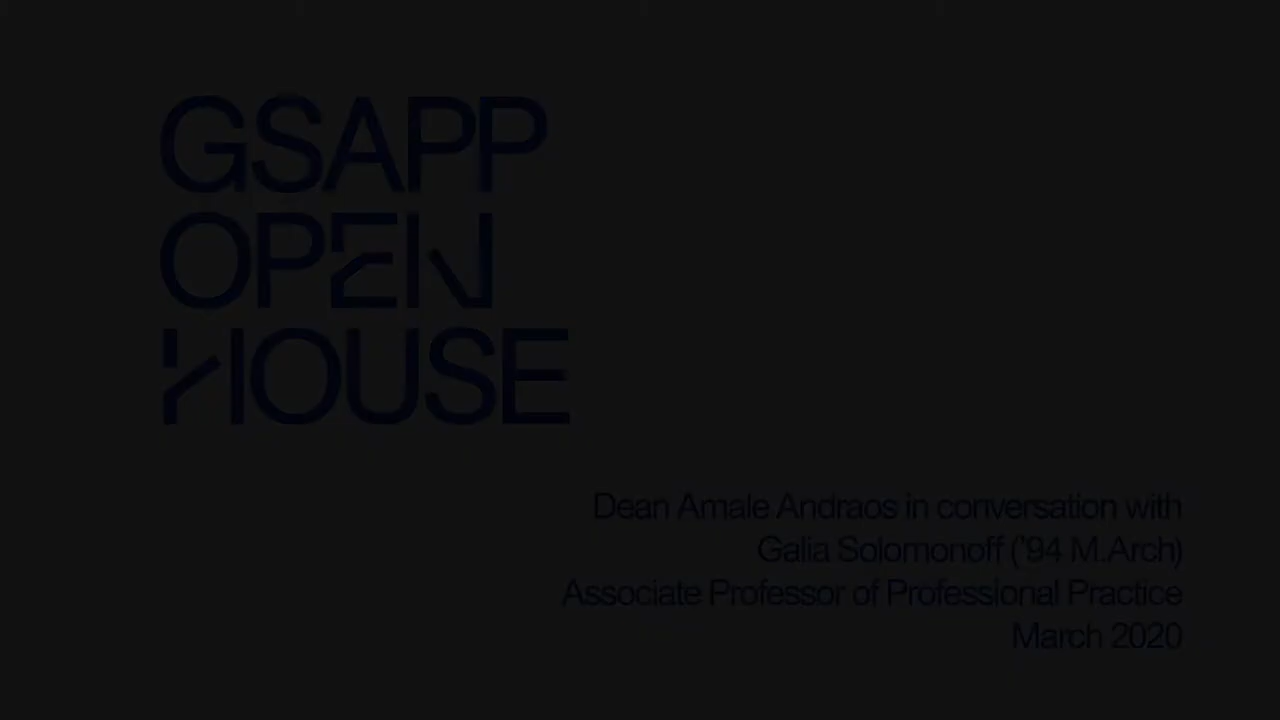 GSAPP
OPEN
HOUSE
Dean Amale Andraos in conversation with
Galia Solomonoff ('94 M.Arch)
Associate Professor of Professional Practice
March 2020